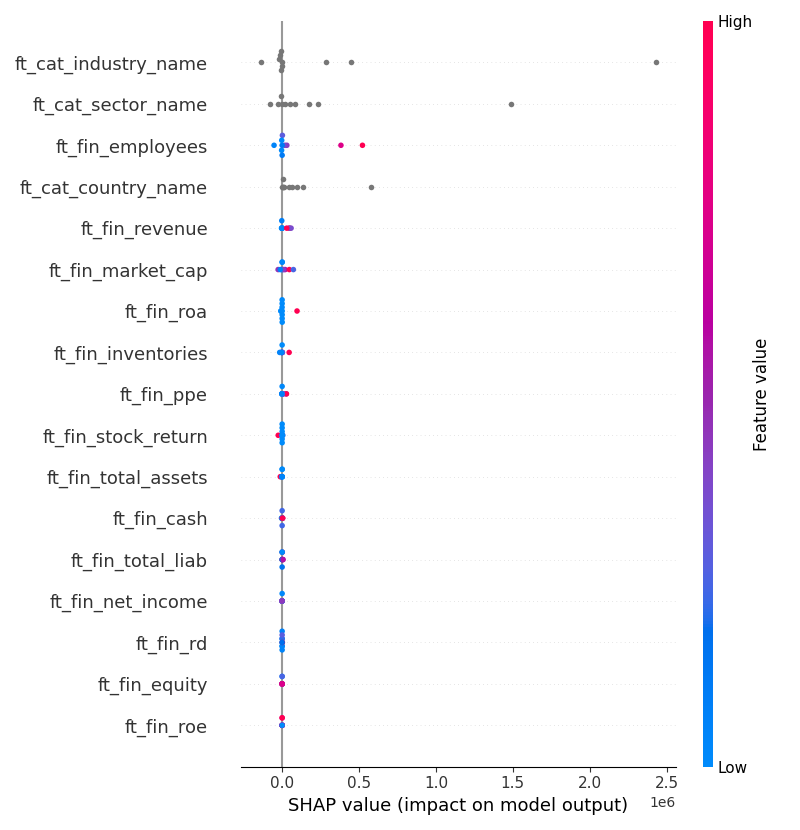 High
ft_cat_industry_name
ft_cat_sector_name
ft_fin_employees
ft_cat_country_name
ft_fin_revenue
ft_fin_market_cap
ft_fin_roa
ft_fin_inventories
ft_fin_ppe
ft_fin_stock_return
ft_fin_total_assets
ft_fin_cash
ft_fin_total_liab
ft_fin_net_income
ft_fin_rd
ft_fin_equity
ft_fin_roe
Feature value
Low
0.0 0.5 1.0 1.5 2.0 2.5
1e6
SHAP value (impact on model output)